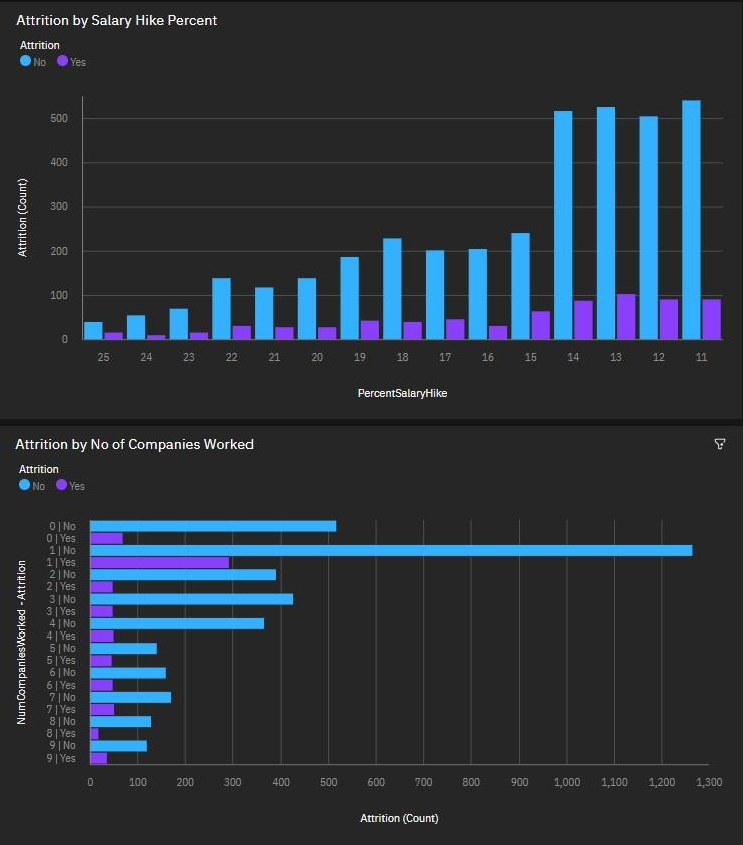 Attrition by Salary Hike Percent
Attrition
No Yes
500
400
300
200
100
0
Attrition (Count)
25 24 23 22 21 20 19 18 17 16 15 14 13 12 11
PercentSalaryHike
Attrition by No of Companies Worked
Attrition
No Yes
0 | No
0 | Yes
1 | No
1 | Yes
2 | No
2 | Yes
3 | No
3 | Yes
4 | No
4 | Yes
5 | No
5 | Yes
6 | No
6 | Yes
7 | No
7 | Yes
8 | No
8 | Yes
9 | No
9 | Yes
NumCompaniesWorked - Attrition
0 100 200 300 400 500 600 700 800 900 1,000 1,100 1,200 1,300
Attrition (Count)